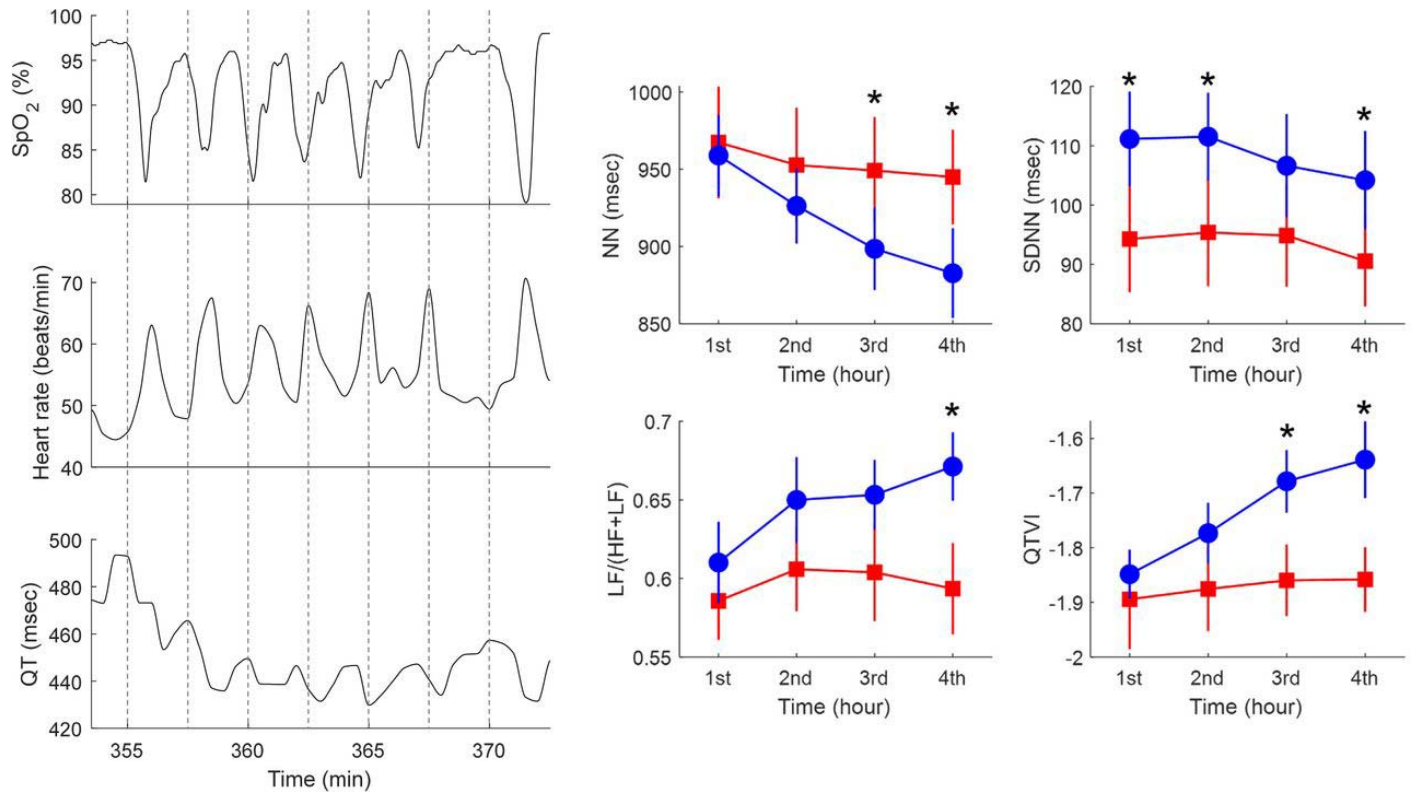 SpO2 (%)
100
95
90
85
80
Heart rate (beats/min)
70
60
50
40
QT (msec)
500
480
460
440
420
355 360 365 370
Time (min)
NN (msec)
1000
950
900
850
* *
1st 2nd 3rd 4th
Time (hour)
SDNN (msec)
120
110
100
90
80
* * *
1st 2nd 3rd 4th
Time (hour)
LF/(HF+LF)
0.7
0.65
0.6
0.55
*
1st 2nd 3rd 4th
Time (hour)
QTVI
-1.6
-1.7
-1.8
-1.9
-2
* *
1st 2nd 3rd 4th
Time (hour)